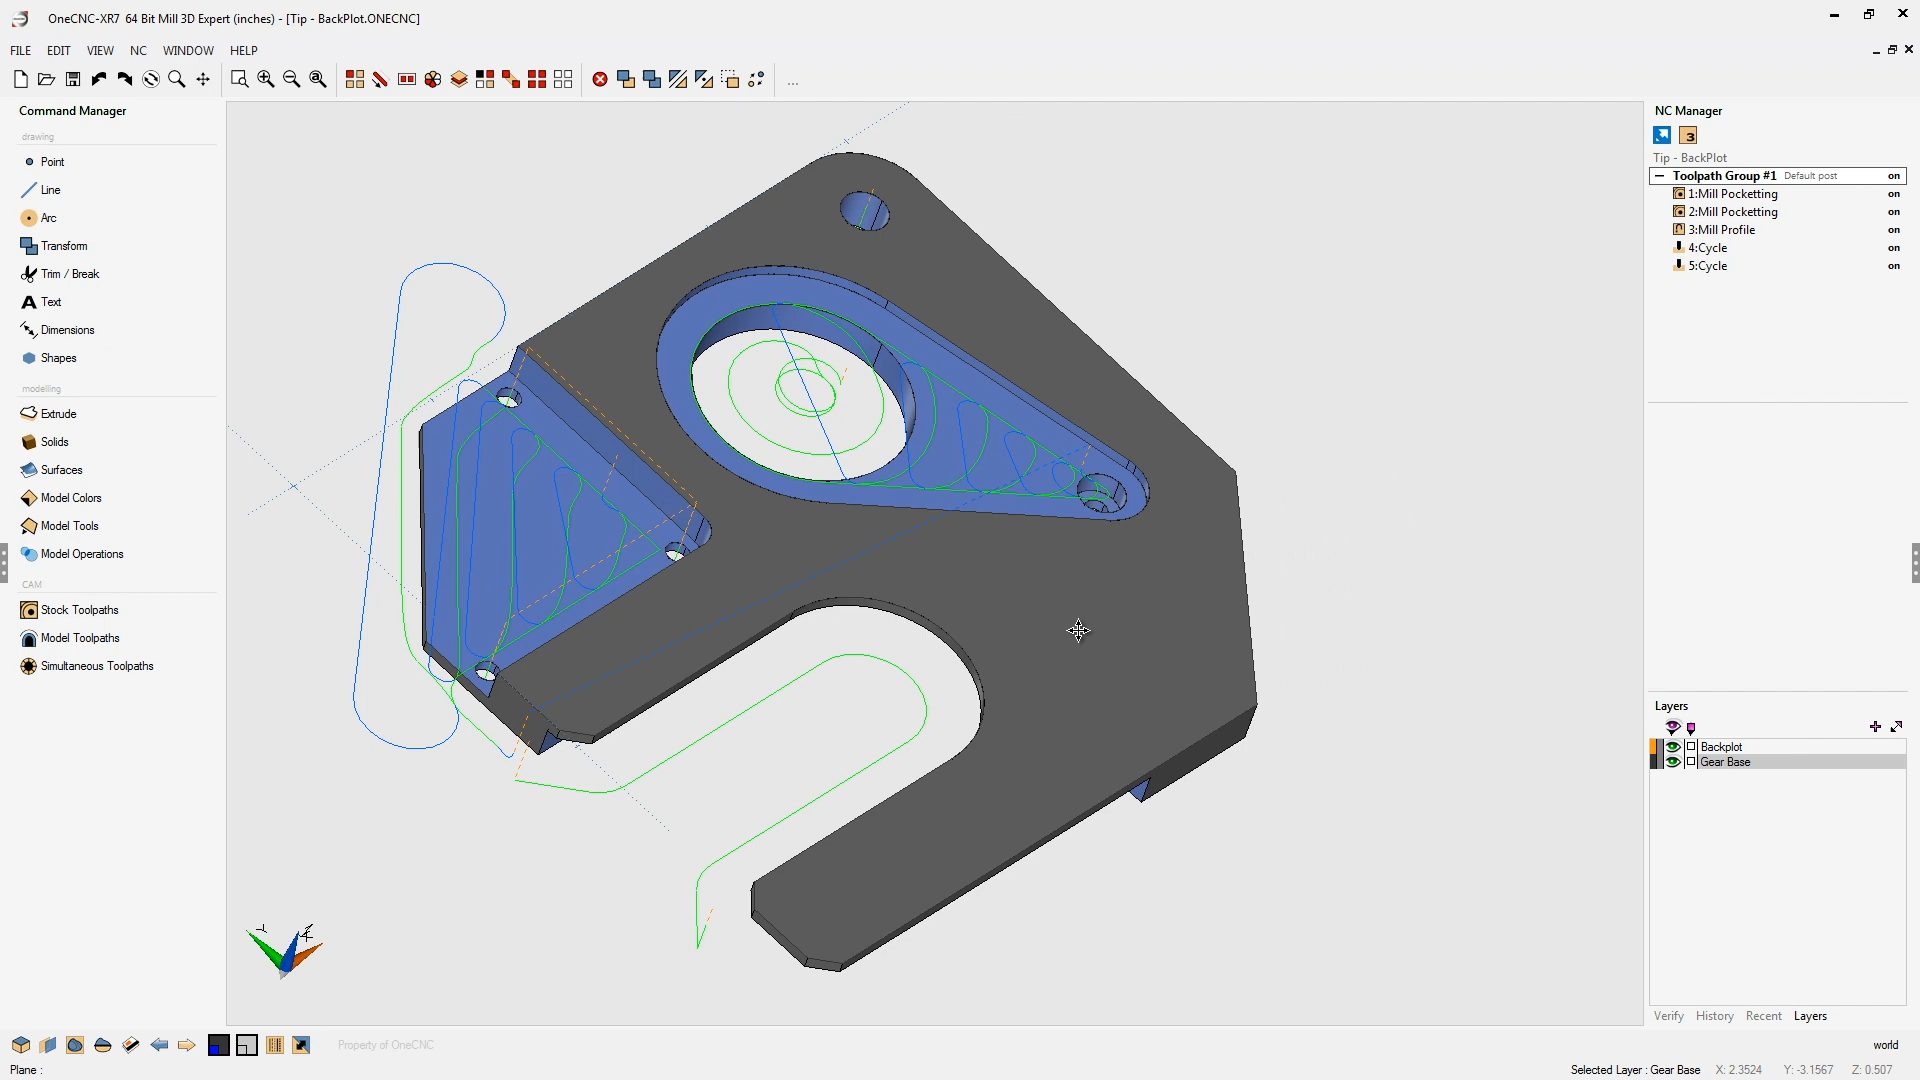 OneCNC-XR7 64 Bit Mill 3D Expert (inches) - [Tip - BackPlot.ONECNC]
FILE EDIT VIEW NC WINDOW HELP
Command Manager
drawing
Point
Line
Arc
Transform
Trim / Break
Text
Dimensions
Shapes
modelling
Extrude
Solids
Surfaces
Model Colors
Model Tools
Model Operations
CAM
Stock Toolpaths
Model Toolpaths
Simultaneous Toolpaths
NC Manager
3
Tip - BackPlot
Toolpath Group #1 Default post on
1:Mill Pocketting on
2:Mill Pocketting on
3:Mill Profile on
4:Cycle on
5:Cycle on
Layers
Backplot
Gear Base
Verify History Recent Layers
Property of OneCNC
world
Plane :
Selected Layer : Gear Base X: 2.3524 Y: -3.1567 Z: 0.507